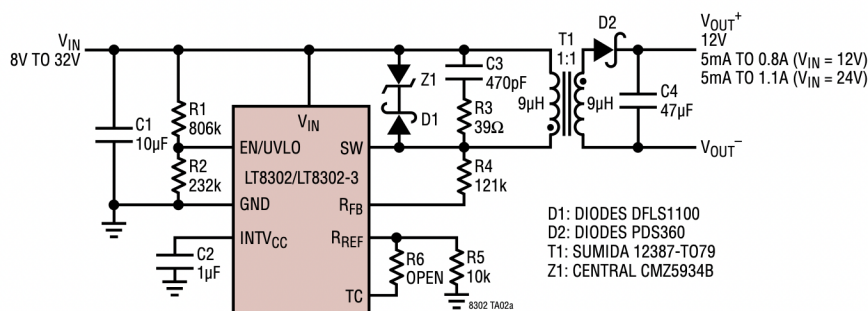 VIN
8V TO 32V
C1
10µF
R1
806k
R2
232k
VIN
EN/UVLO
SW
LT8302/LT8302-3
GND
RFB
INTVCC
RREF
TC
C2
1µF
Z1
D1
C3
470pF
R3
39Ω
R4
121k
R6
OPEN
R5
10k
8302 TA02a
T1
1:1
9µH
9µH
D2
C4
47µF
VOUT+
12V
5mA TO 0.8A (VIN = 12V)
5mA TO 1.1A (VIN = 24V)
VOUT–
D1: DIODES DFLS1100
D2: DIODES PDS360
T1: SUMIDA 12387-TO79
Z1: CENTRAL CMZ5934B